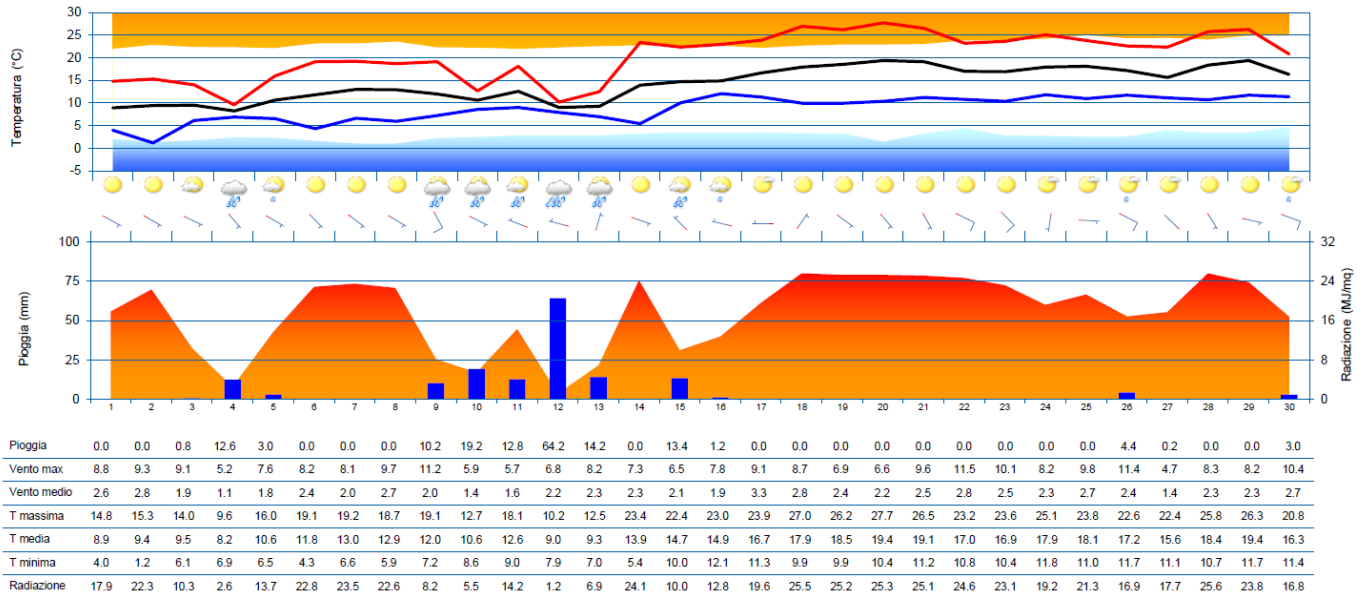 30
25
20
15
10
5
0
-5
Temperatura (°C)
100
75
50
25
0
Pioggia (mm)
32
24
16
8
0
Radiazione (MJ/mq)
1 2 3 4 5 6 7 8 9 10 11 12 13 14 15 16 17 18 19 20 21 22 23 24 25 26 27 28 29 30
Pioggia 0.0 0.0 0.8 12.6 3.0 0.0 0.0 0.0 10.2 19.2 12.8 64.2 14.2 0.0 13.4 1.2 0.0 0.0 0.0 0.0 0.0 0.0 0.0 0.0 0.0 4.4 0.2 0.0 0.0 3.0
Vento max 8.8 9.3 9.1 5.2 7.6 8.2 8.1 9.7 11.2 5.9 5.7 6.8 8.2 7.3 6.5 7.8 9.1 8.7 6.9 6.6 9.6 11.5 10.1 8.2 9.8 11.4 4.7 8.3 8.2 10.4
Vento medio 2.6 2.8 1.9 1.1 1.8 2.4 2.0 2.7 2.0 1.4 1.6 2.2 2.3 2.3 2.1 1.9 3.3 2.8 2.4 2.2 2.5 2.8 2.5 2.3 2.7 2.4 1.4 2.3 2.3 2.7
T massima 14.8 15.3 14.0 9.6 16.0 19.1 19.2 18.7 19.1 12.7 18.1 10.2 12.5 23.4 22.4 23.0 23.9 27.0 26.2 27.7 26.5 23.2 23.6 25.1 23.8 22.6 22.4 25.8 26.3 20.8
T media 8.9 9.4 9.5 8.2 10.6 11.8 13.0 12.9 12.0 10.6 12.6 9.0 9.3 13.9 14.7 14.9 16.7 17.9 18.5 19.4 19.1 17.0 16.9 17.9 18.1 17.2 15.6 18.4 19.4 16.3
T minima 4.0 1.2 6.1 6.9 6.5 4.3 6.6 5.9 7.2 8.6 9.0 7.9 7.0 5.4 10.0 12.1 11.3 9.9 9.9 10.4 11.2 10.8 10.4 11.8 11.0 11.7 11.1 10.7 11.7 11.4
Radiazione 17.9 22.3 10.3 2.6 13.7 22.8 23.5 22.6 8.2 5.5 14.2 1.2 6.9 24.1 10.0 12.8 19.6 25.5 25.2 25.3 25.1 24.6 23.1 19.2 21.3 16.9 17.7 25.6 23.8 16.8